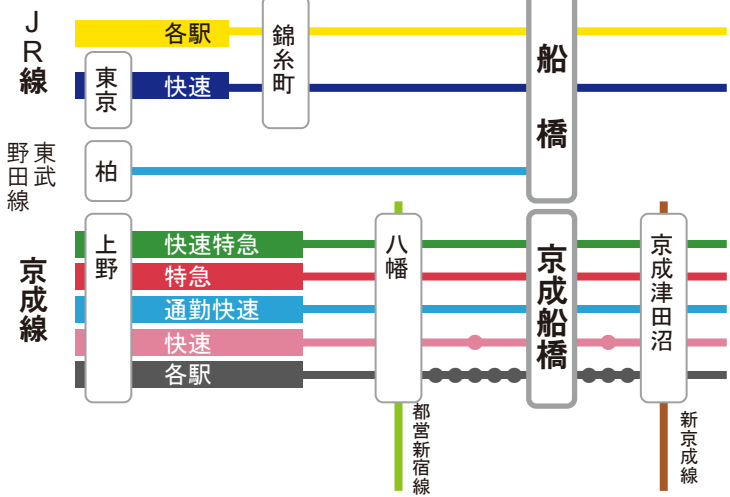 JR線
各駅
快速
東京
錦糸町
船橋
東武
野田線
柏
京成線
上野
快速特急
特急
通勤快速
快速
各駅
八幡
京成船橋
京成津田沼
都営新宿線
新京成線